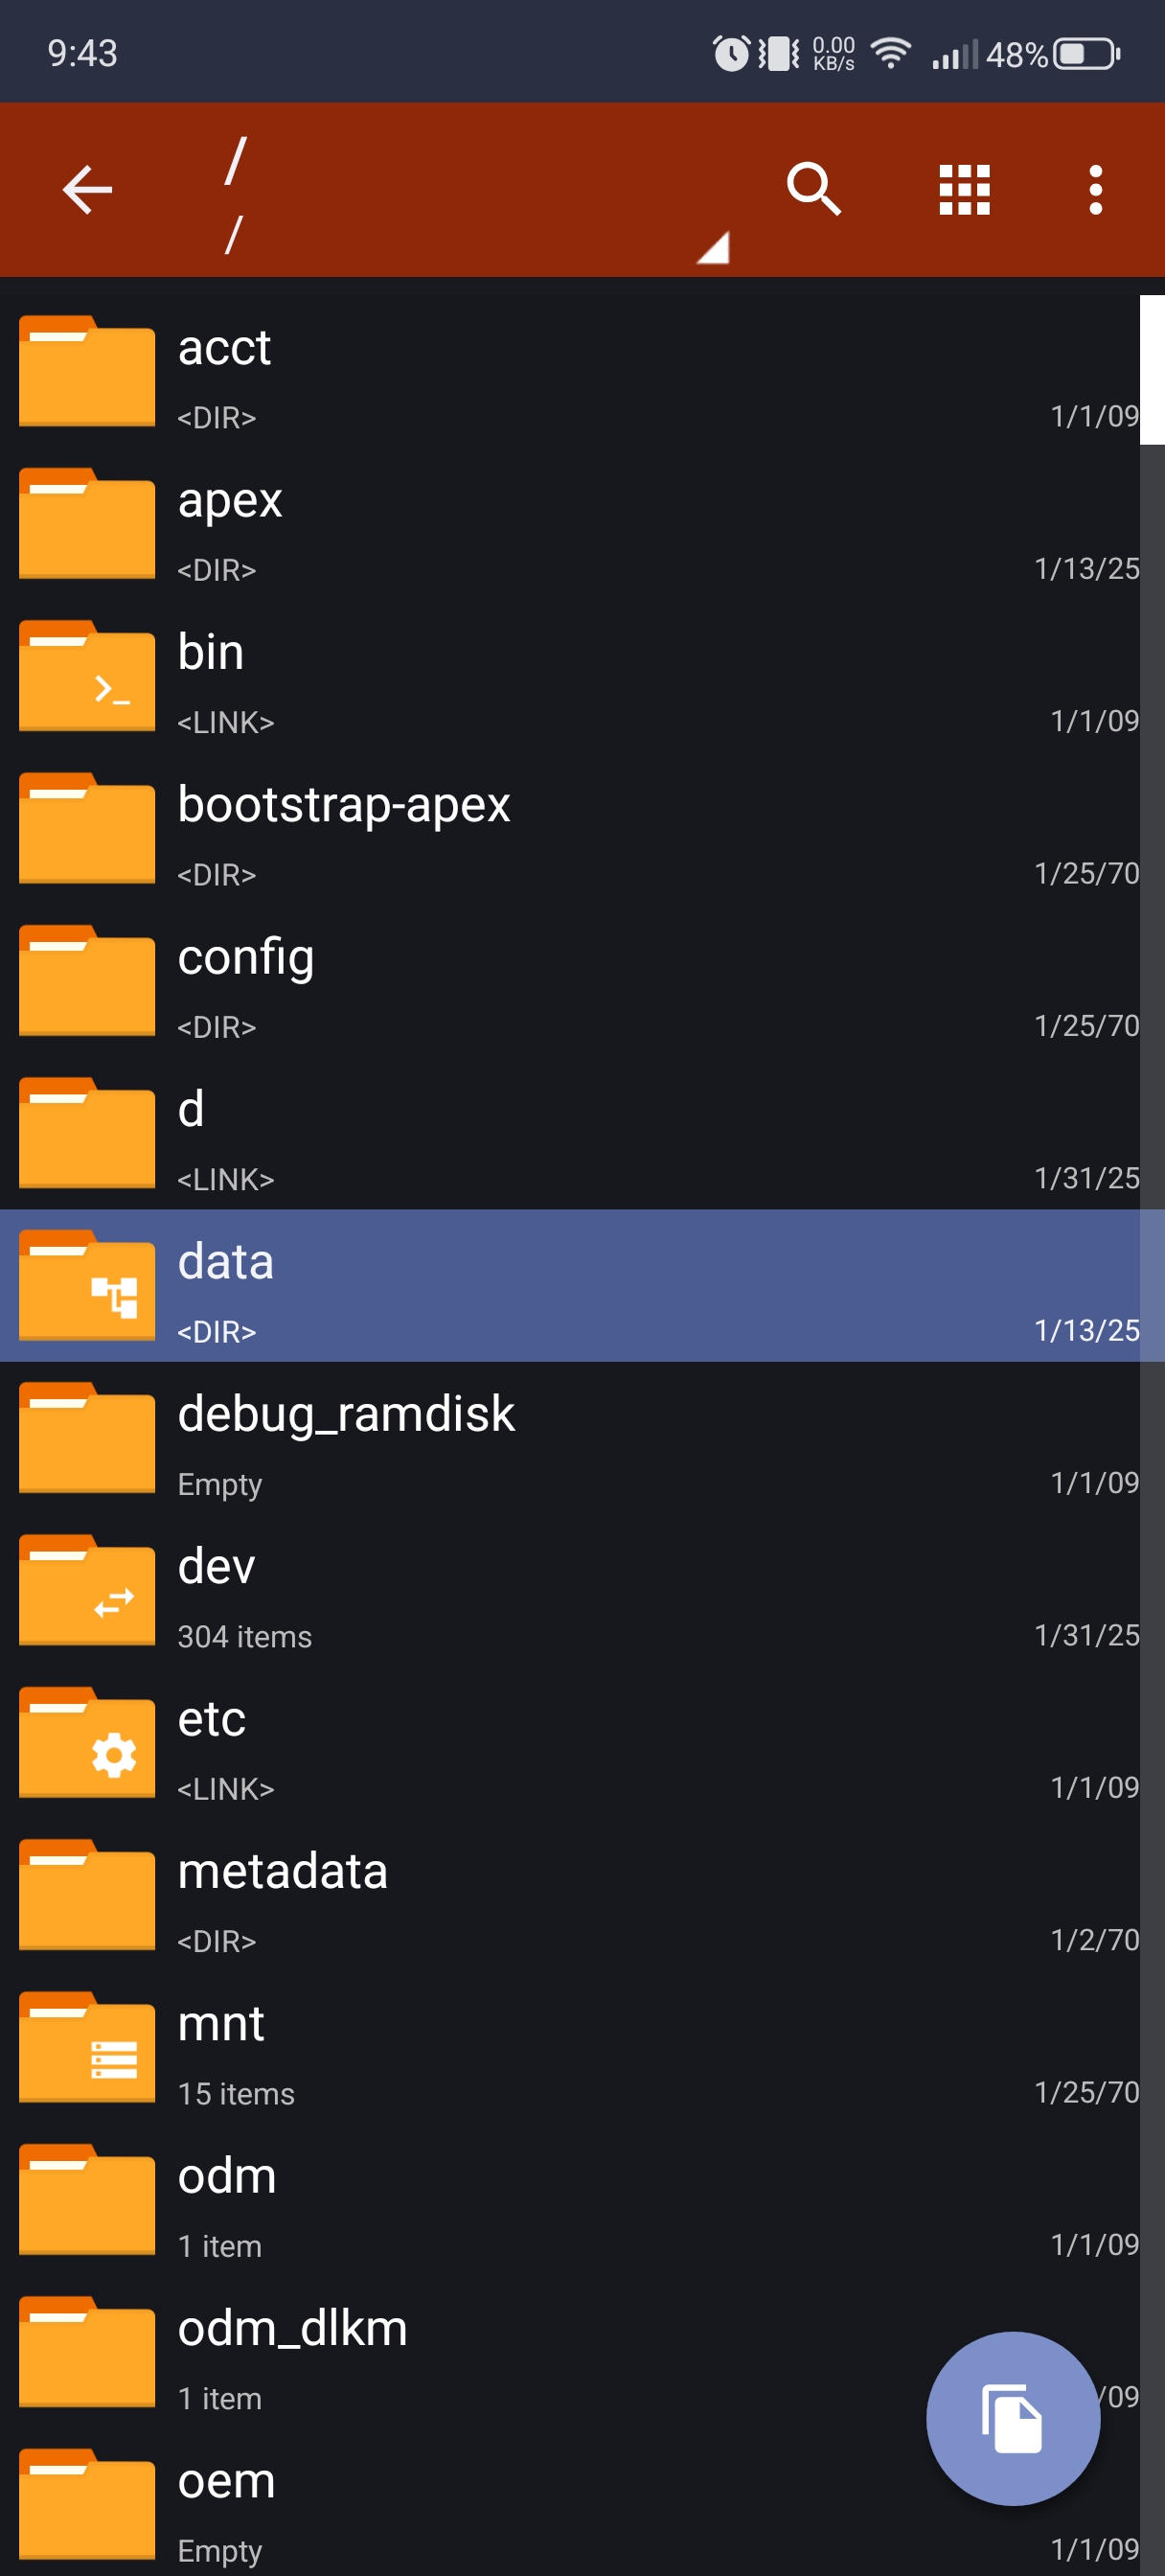 9:43
0.00
KB/s
48%
/
/
acct
<DIR>
1/1/09
apex
<DIR>
1/13/25
bin
<LINK>
1/1/09
bootstrap-apex
<DIR>
1/25/70
config
<DIR>
1/25/70
d
<LINK>
1/31/25
data
<DIR>
1/13/25
debug_ramdisk
Empty
1/1/09
dev
304 items
1/31/25
etc
<LINK>
1/1/09
metadata
<DIR>
1/2/70
mnt
15 items
1/25/70
odm
1 item
1/1/09
odm_dlkm
1 item
/09
oem
Empty
1/1/09